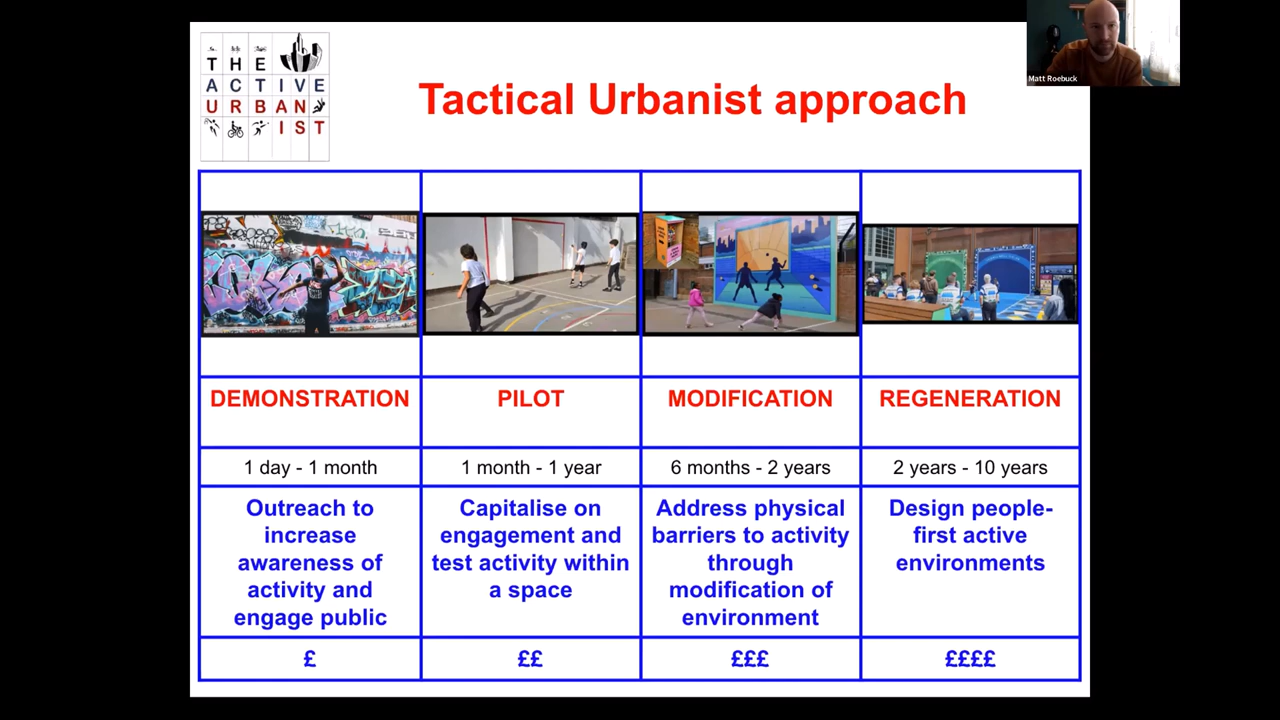 THE
ACTIVE
URBAN
IST
Tactical Urbanist approach
Matt Roebuck
DEMONSTRATION
PILOT
MODIFICATION
REGENERATION
1 day - 1 month
1 month - 1 year
6 months - 2 years
2 years - 10 years
Outreach to
increase
awareness of
activity and
engage public
Capitalise on
engagement and
test activity within
a space
Address physical
barriers to activity
through
modification of
environment
Design people-
first active
environments
£
££
£££
££££